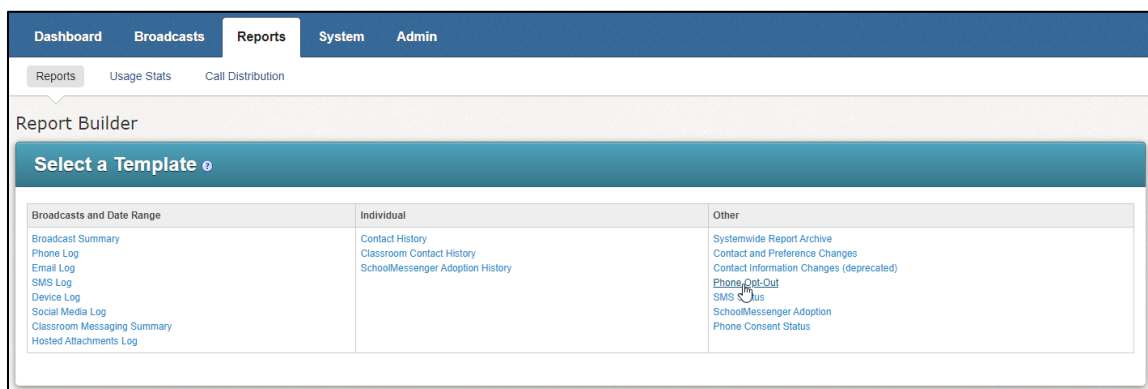 Dashboard Broadcasts Reports System Admin
Reports Usage Stats Call Distribution
Report Builder
Select a Template ?
Broadcasts and Date Range
Broadcast Summary
Phone Log
Email Log
SMS Log
Device Log
Social Media Log
Classroom Messaging Summary
Hosted Attachments Log
Individual
Contact History
Classroom Contact History
SchoolMessenger Adoption History
Other
Systemwide Report Archive
Contact and Preference Changes
Contact Information Changes (deprecated)
Phone Opt-Out
SMS Status
SchoolMessenger Adoption
Phone Consent Status